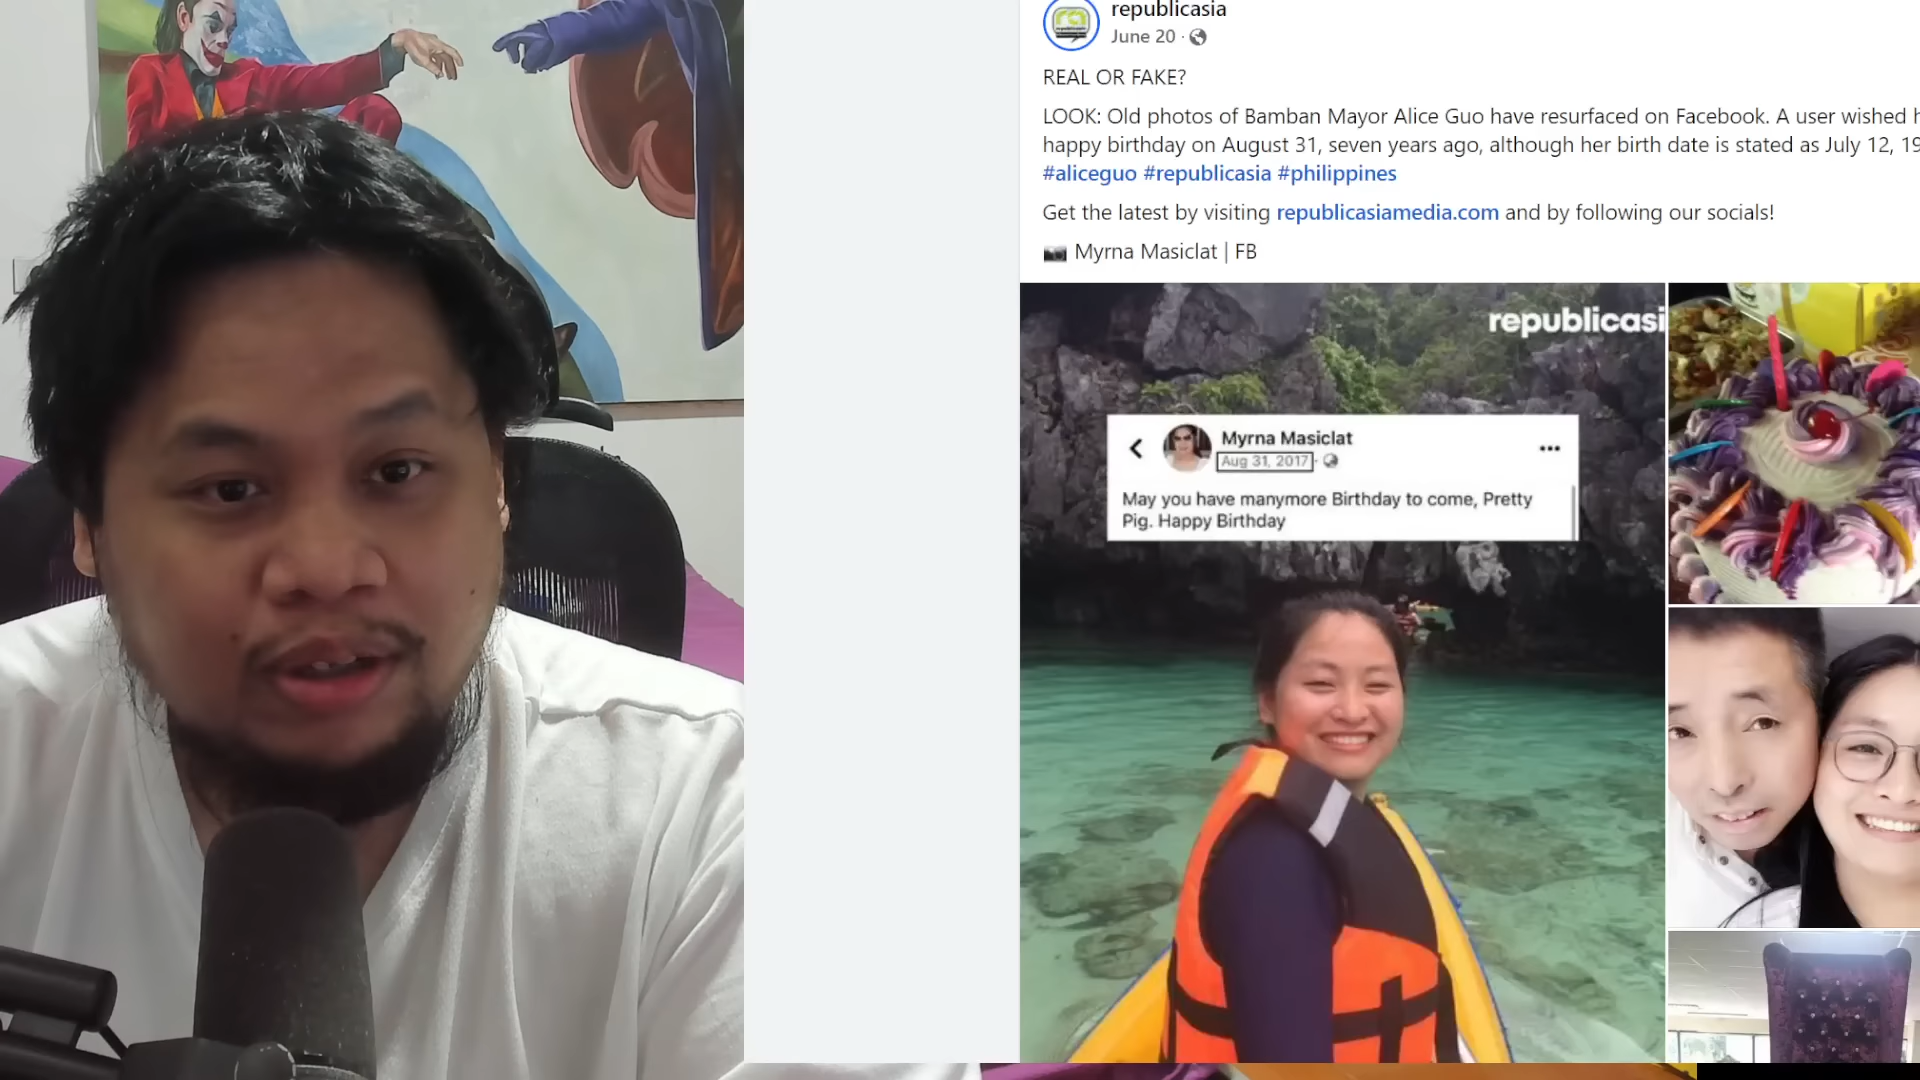 republicasia
June 20 ·
REAL OR FAKE?
LOOK: Old photos of Bamban Mayor Alice Guo have resurfaced on Facebook. A user wished h
happy birthday on August 31, seven years ago, although her birth date is stated as July 12, 19
#aliceguo #republicasia #philippines
Get the latest by visiting republicasiamedia.com and by following our socials!
Myrna Masiclat | FB
republicasi
Myrna Masiclat
Aug 31, 2017 ·
May you have manymore Birthday to come, Pretty
Pig. Happy Birthday